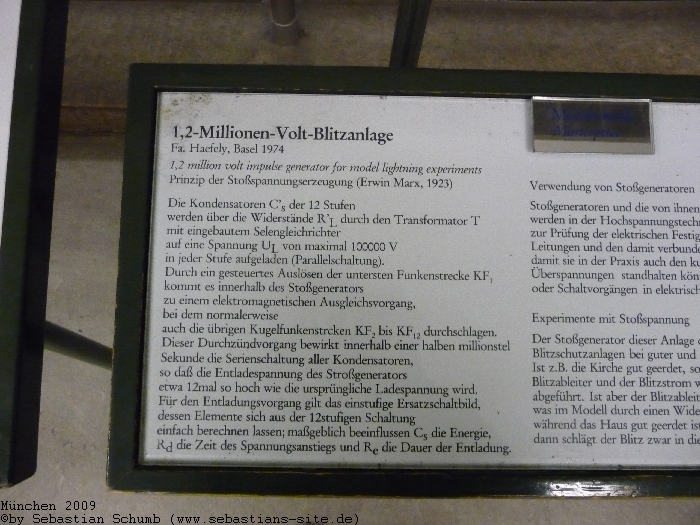 1,2-Millionen-Volt-Blitzanlage
Fa. Haefely, Basel 1974
1,2 million volt impulse generator for model lightning experiments
Prinzip der Stoßspannungserzeugung (Erwin Marx, 1923)
Die Kondensatoren C's der 12 Stufen
werden über die Widerstände R'L durch den Transformator T
mit eingebautem Selengleichrichter
auf eine Spannung UL von maximal 100000 V
in jeder Stufe aufgeladen (Parallelschaltung).
Durch ein gesteuertes Auslösen der untersten Funkenstrecke KF1
kommt es innerhalb des Stoßgenerators
zu einem elektromagnetischen Ausgleichsvorgang,
bei dem normalerweise
auch die übrigen Kugelfunkenstrcken KF2 bis KF12 durchschlagen.
Dieser Durchzündvorgang bewirkt innerhalb einer halben millionstel
Sekunde die Serienschaltung aller Kondensatoren,
so daß die Entladespannung des Stroßgenerators
etwa 12mal so hoch wie die ursprüngliche Ladespannung wird.
Für den Entladungsvorgang gilt das einstufige Ersatzschaltbild,
dessen Elemente sich aus der 12stufigen Schaltung
einfach berechnen lassen; maßgeblich beeinflussen Cs die Energie,
Rd die Zeit des Spannungsanstiegs und Re die Dauer der Entladung.
Verwendung von Stoßgeneratoren
Stoßgeneratoren und die von ihnen
werden in der Hochspannungstech
zur Prüfung der elektrischen Festig
Leitungen und den damit verbunde
damit sie in der Praxis auch den ku
Überspannungen standhalten kön
oder Schaltvorgängen in elektrisch
Experimente mit Stoßspannung
Der Stoßgenerator dieser Anlage
Blitzschutzanlagen bei guter und
Ist z.B. die Kirche gut geerdet, so
Blitzableiter und der Blitzstrom w
abgeführt. Ist aber der Blitzableit
was im Modell durch einen Wider
während das Haus gut geerdet ist
dann schlägt der Blitz zwar in die
München 2009
©by Sebastian Schumb (www.sebastians-site.de)